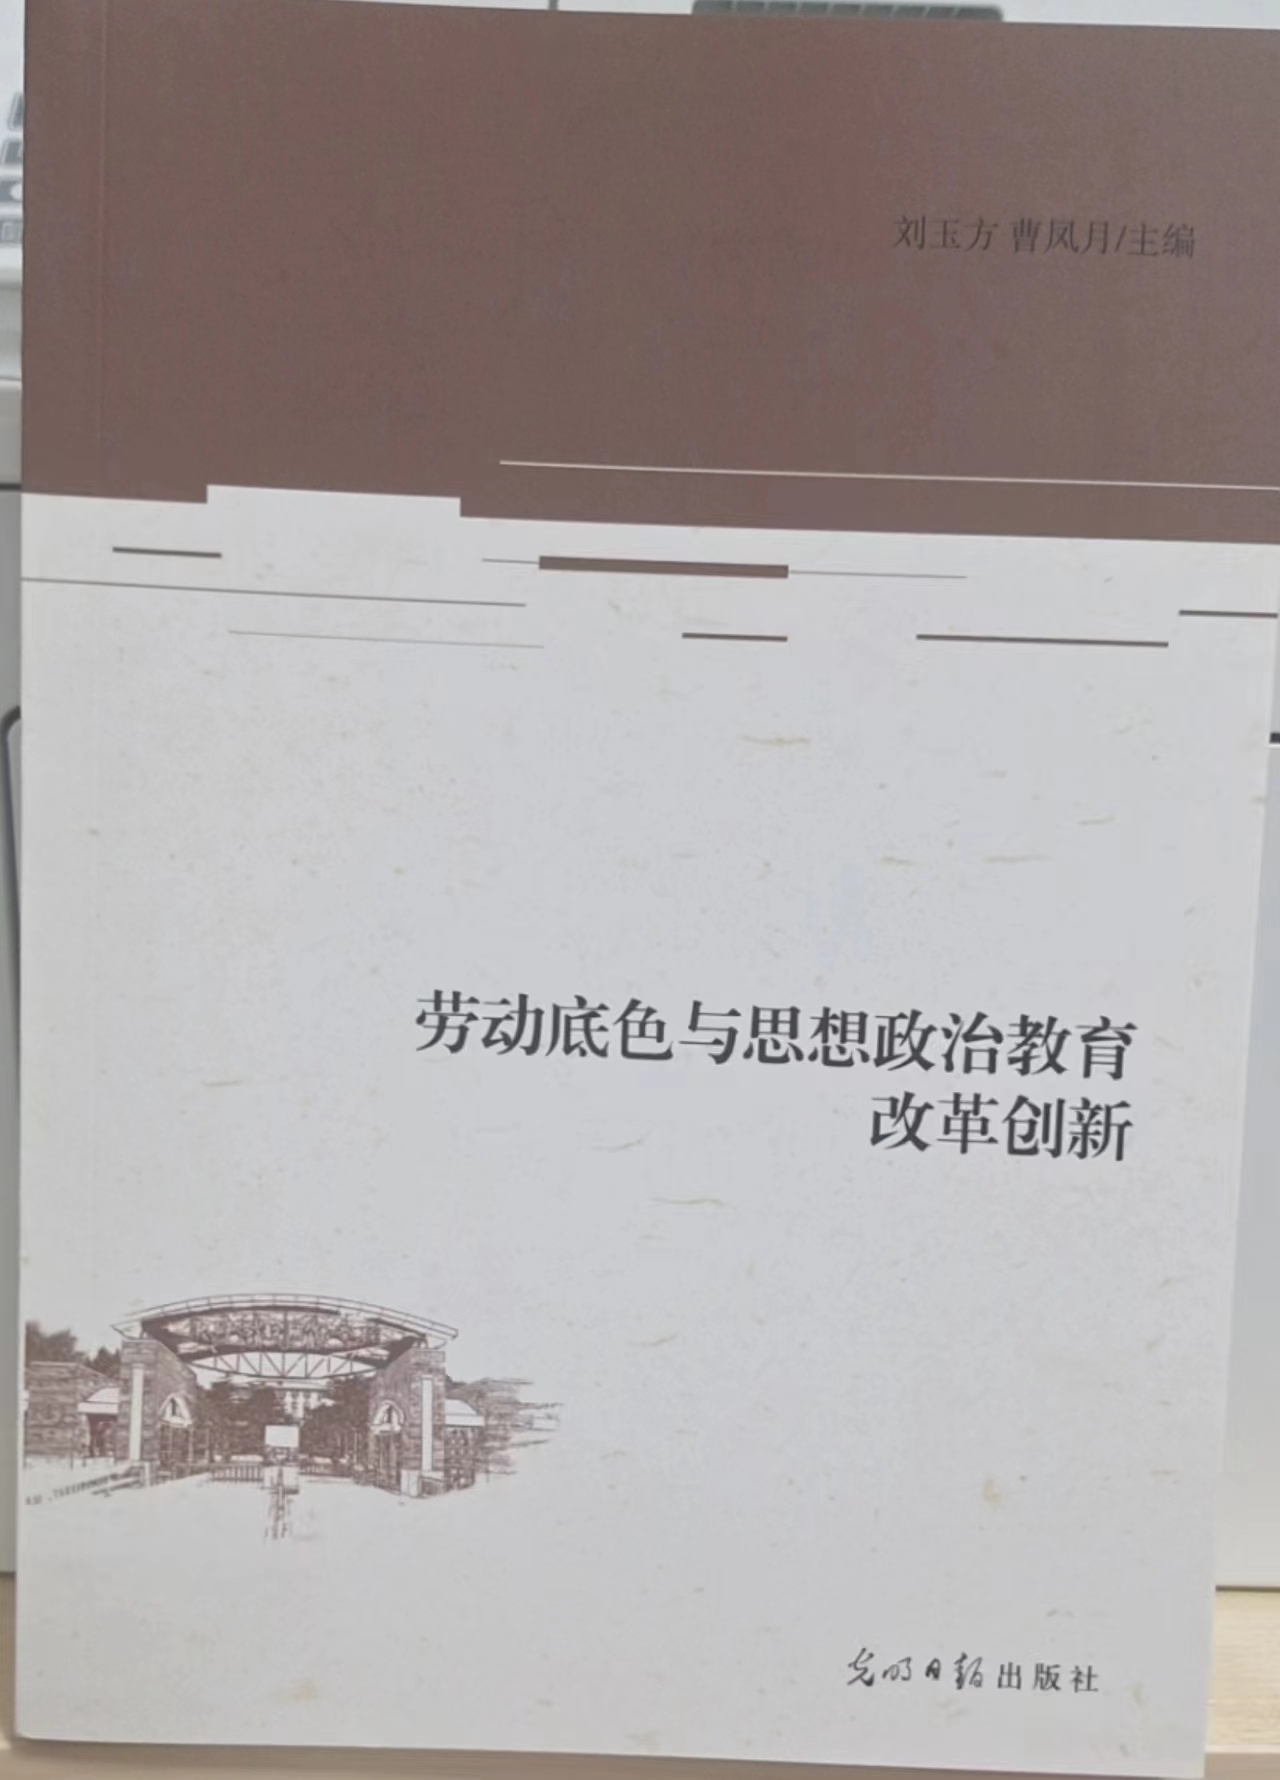 刘玉方 曹凤月/主编
劳动底色与思想政治教育
改革创新
光明日报出版社